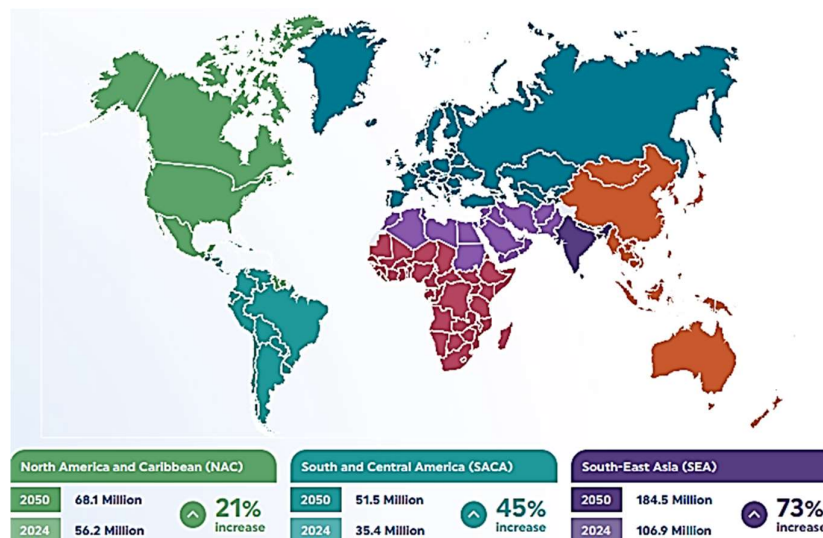 North America and Caribbean (NAC)
2050 68.1 Million
2024 56.2 Million
21%
increase
South and Central America (SACA)
2050 51.5 Million
2024 35.4 Million
45%
increase
South-East Asia (SEA)
2050 184.5 Million
2024 106.9 Million
73%
increase